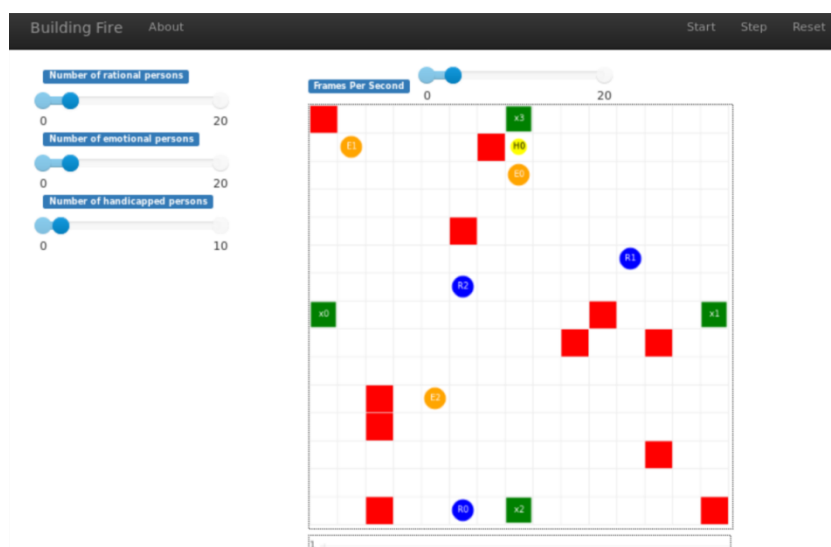 Building Fire About Start Step Reset
Number of rational persons
0 20
Number of emotional persons
0 20
Number of handicapped persons
0 10
Frames Per Second
0 20
x3
E1 H0
E0
R1
R2
x0 x1
E2
R0 x2
1